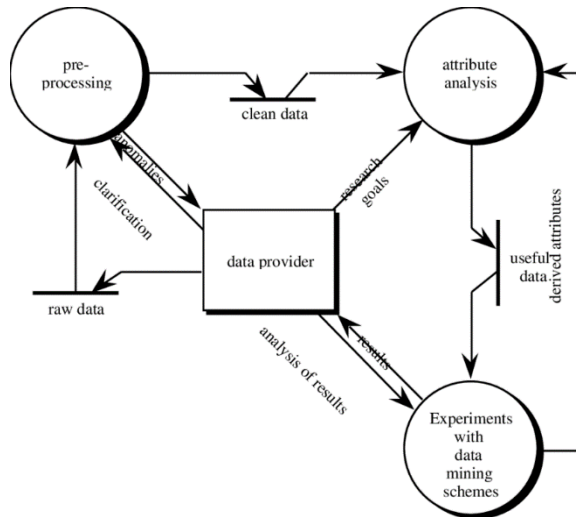 pre-
processing
attribute
analysis
clean data
anomalies
clarification
research
goals
data provider
useful
data
derived attributes
raw data
analysis of results
results
Experiments
with
data
mining
schemes